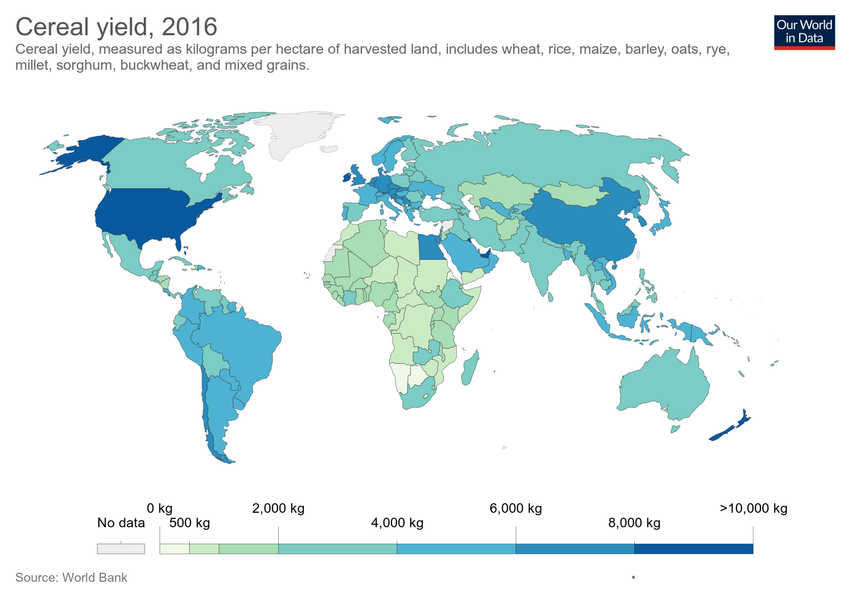 Cereal yield, 2016
Our World
in Data
Cereal yield, measured as kilograms per hectare of harvested land, includes wheat, rice, maize, barley, oats, rye,
millet, sorghum, buckwheat, and mixed grains.
0 kg 2,000 kg 6,000 kg >10,000 kg
No data 500 kg 4,000 kg 8,000 kg
Source: World Bank